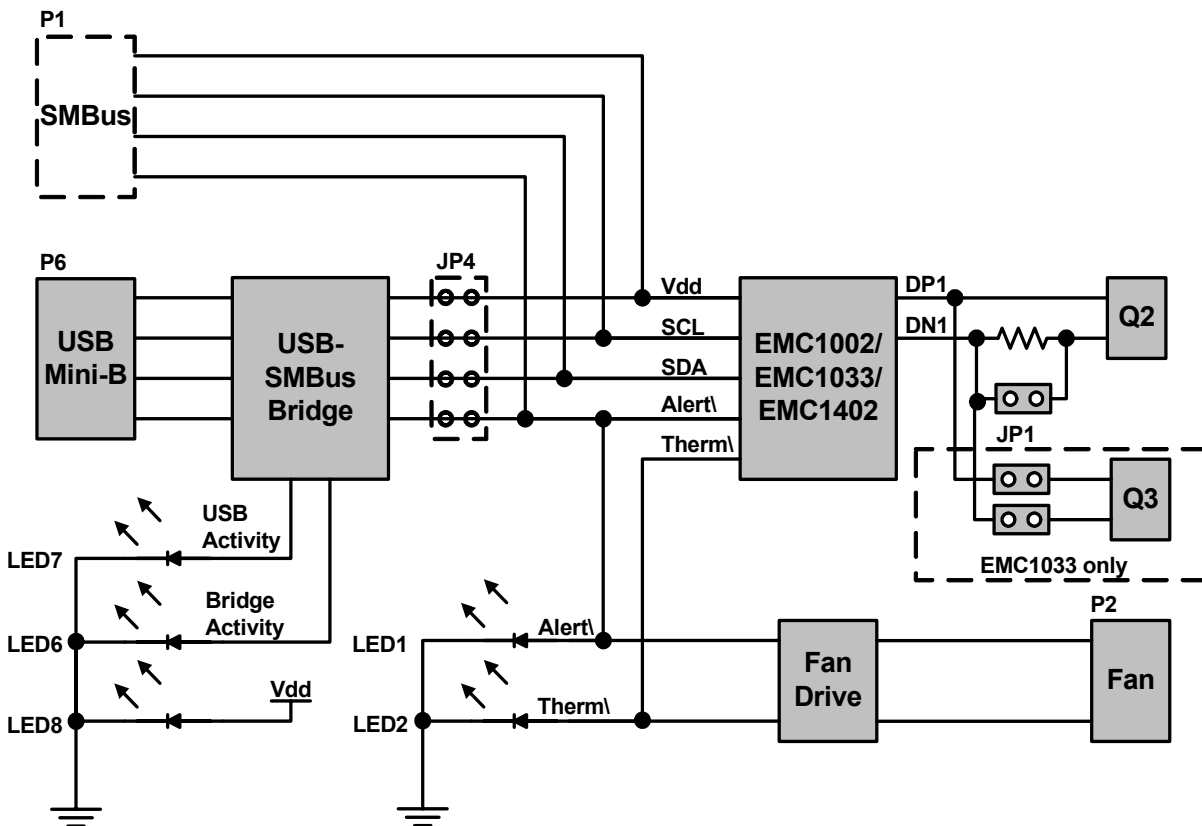 P1
SMBus
P6
USB
Mini-B
USB-
SMBus
Bridge
JP4
Vdd
SCL
SDA
Alert\
Therm\
EMC1002/
EMC1033/
EMC1402
DP1
DN1
Q2
JP1
Q3
EMC1033 only
USB
Activity
LED7
Bridge
Activity
LED6
Vdd
LED8
Alert\
LED1
Therm\
LED2
Fan
Drive
P2
Fan